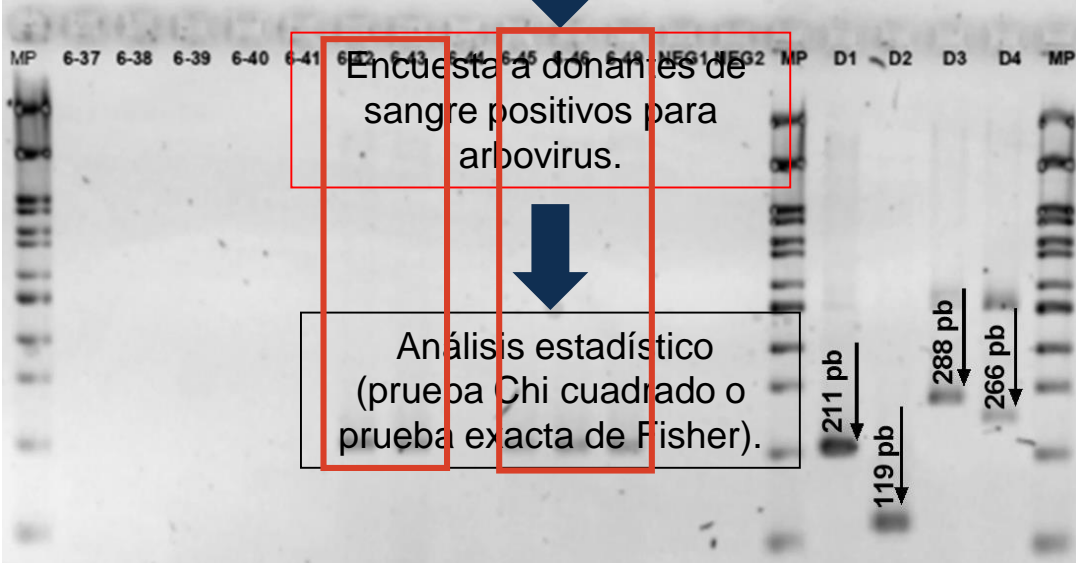 MP 6-37 6-38 6-39 6-40 6-41 6-42 6-43 6-44 6-45 6-46 6-49 NEG1 NEG2 MP D1 D2 D3 D4 MP
Encuesta a donantes de
sangre positivos para
arbovirus.
Análisis estadístico
(prueba Chi cuadrado o
prueba exacta de Fisher).
211 pb
119 pb
288 pb
266 pb